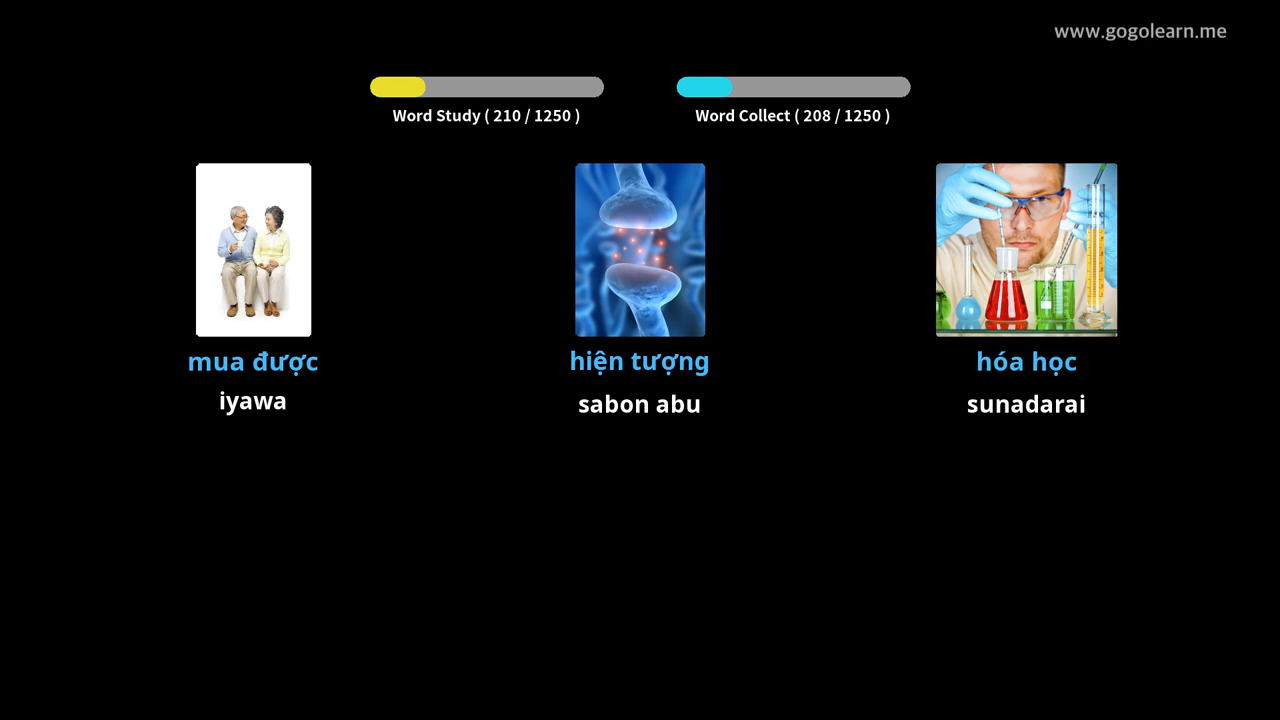 www.gogolearn.me
Word Study ( 210 / 1250 )
Word Collect ( 208 / 1250 )
mua được
iyawa
hiện tượng
sabon abu
hóa học
sunadarai